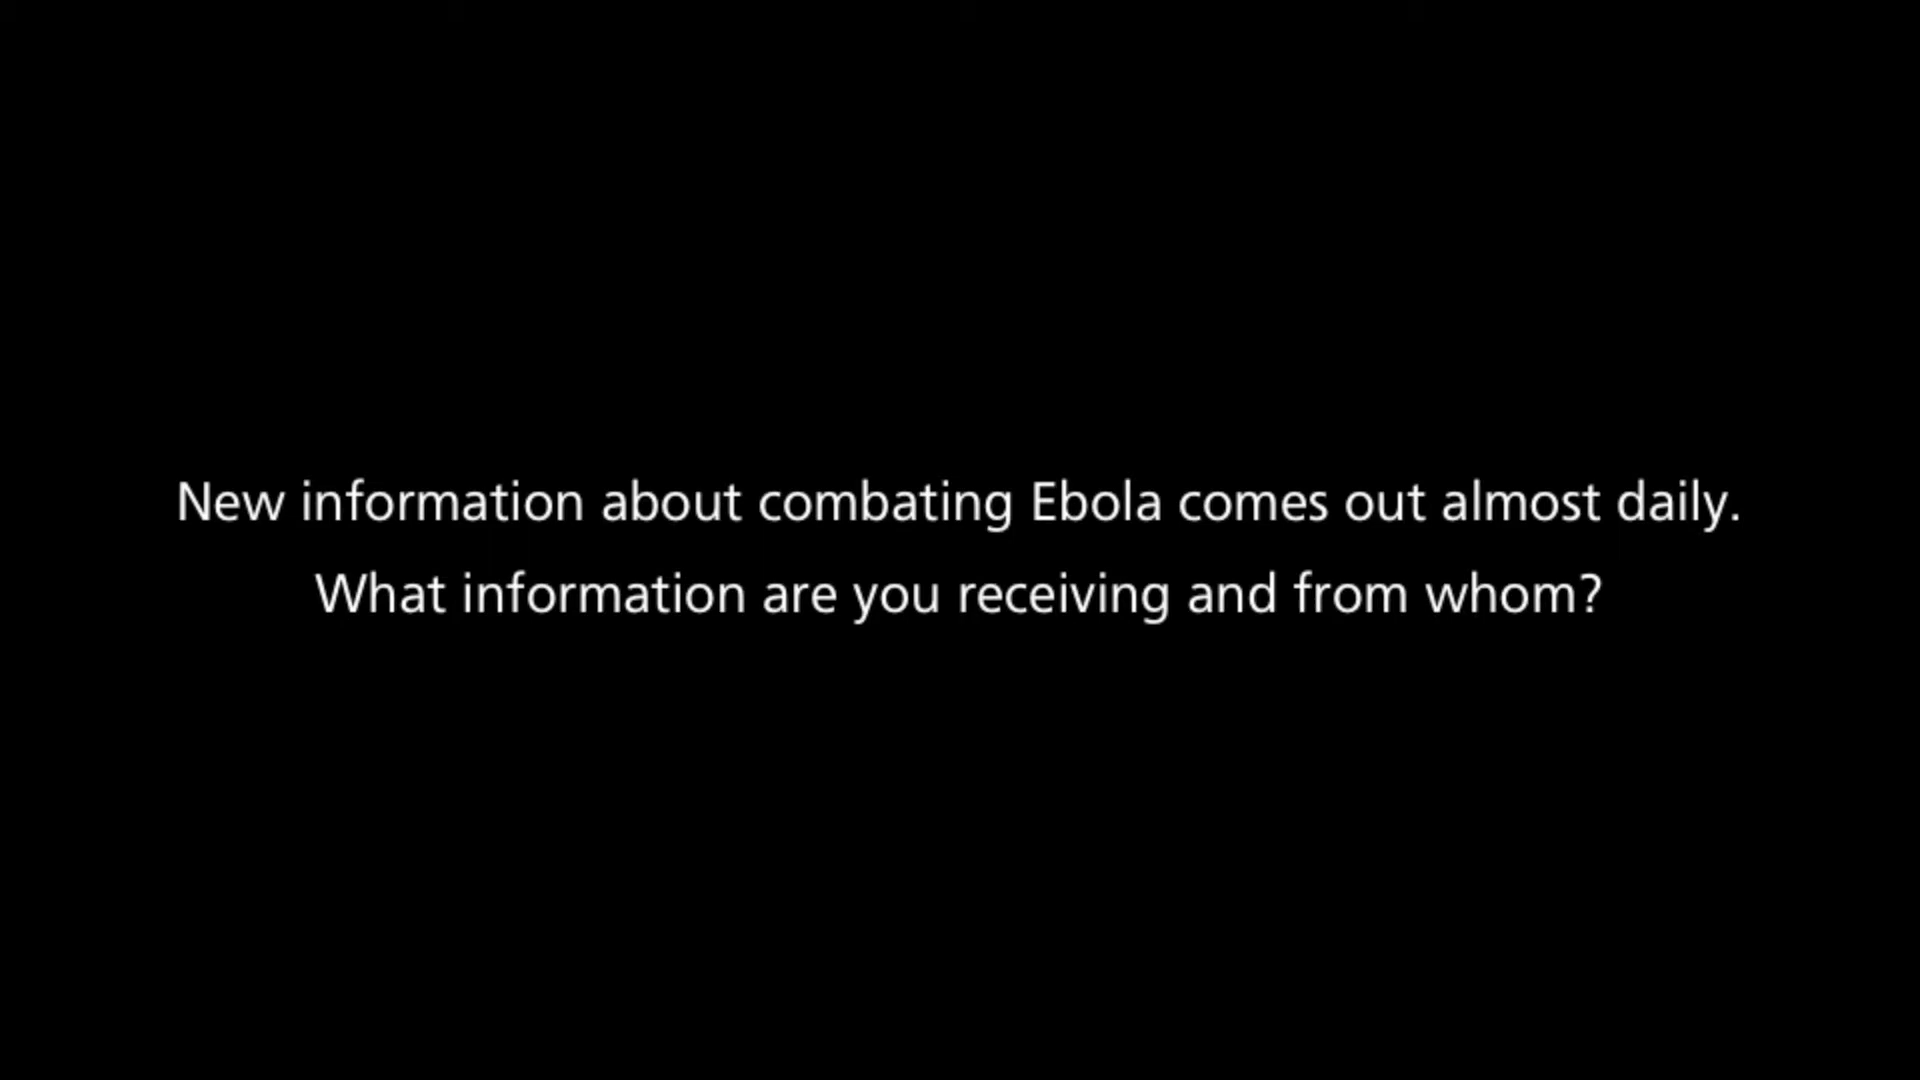 New information about combating Ebola comes out almost daily.
What information are you receiving and from whom?